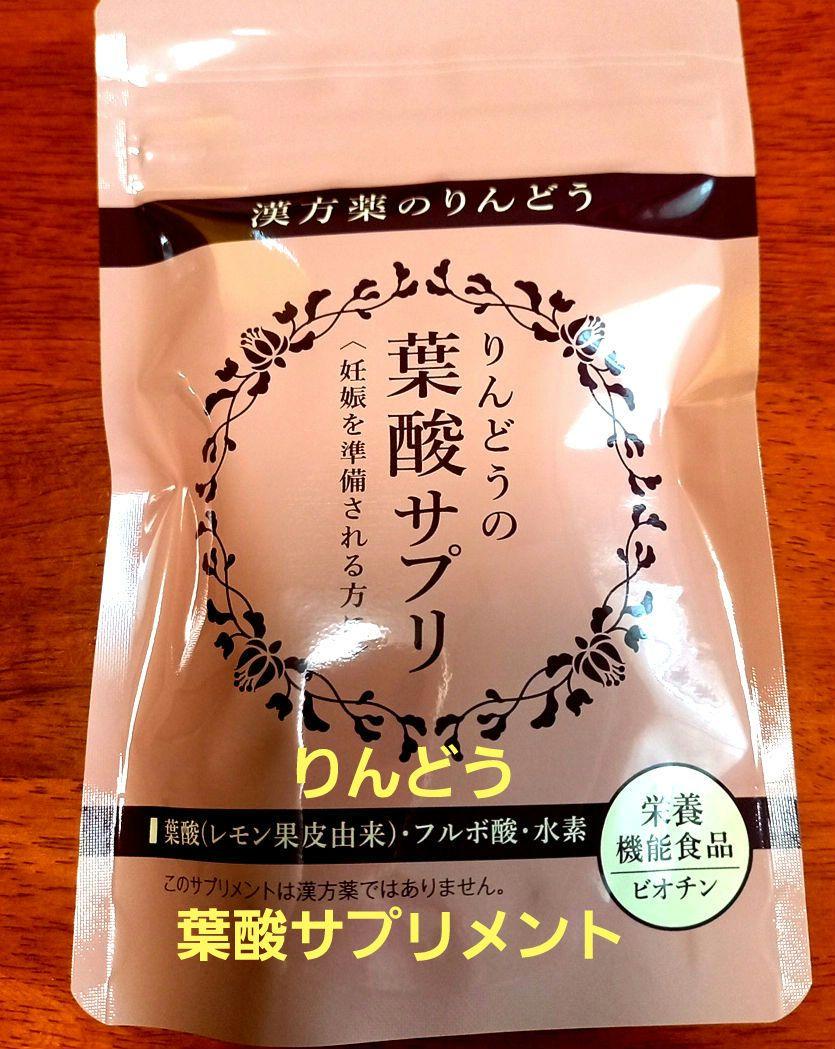 漢方薬のりんどう
りんどうの
葉酸サプリ
〈妊娠を準備される方に
りんどう
葉酸(レモン果皮由来)・フルボ酸・水素
栄養
機能食品
ビオチン
このサプリメントは漢方薬ではありません。
葉酸サプリメント